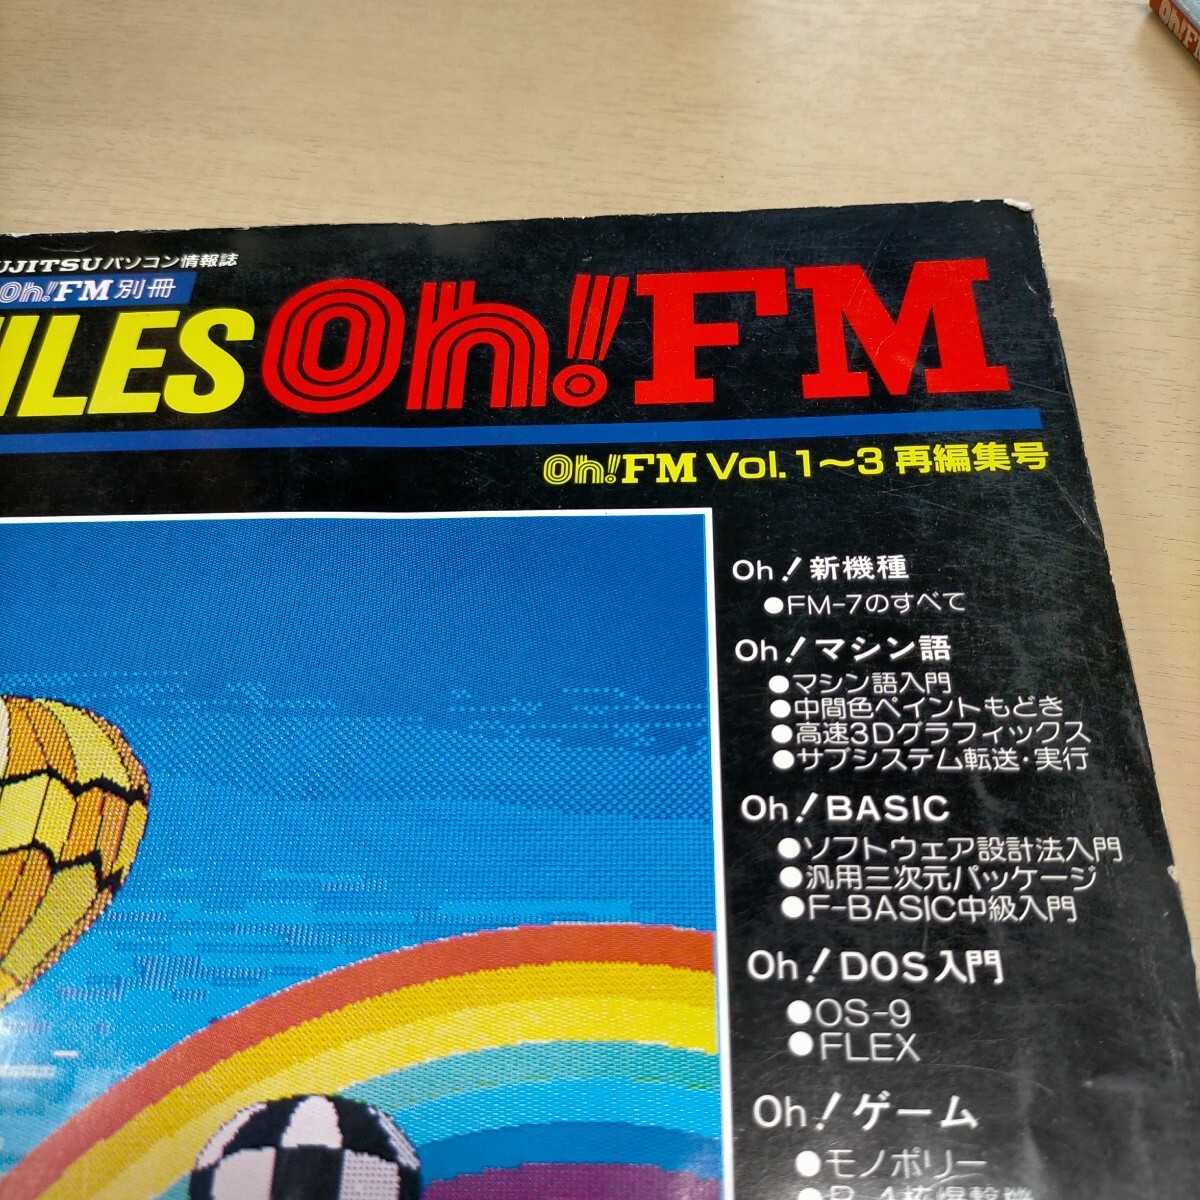 UJITSUパソコン情報誌
Oh!FM別冊
ILES Oh!FM
Oh!FM Vol.1〜3 再編集号
Oh!新機種
●FM-7のすべて
Oh!マシン語
●マシン語入門
●中間色ペイントもどき
●高速3Dグラフィックス
●サブシステム転送・実行
Oh!BASIC
●ソフトウェア設計法入門
●汎用三次元パッケージ
●F-BASIC中級入門
Oh!DOS入門
●OS-9
●FLEX
Oh!ゲーム
●モノポリー
Oh!F